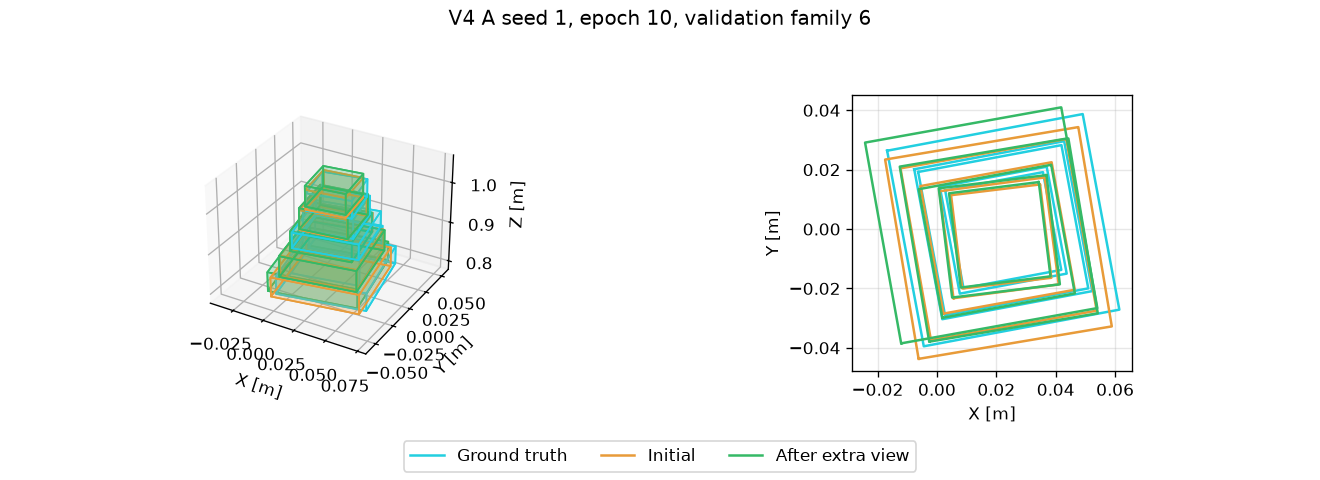 V4 A seed 1, epoch 10, validation family 6
1.0
0.9
0.8
Z [m]
0.050
0.025
0.000
−0.025
−0.050
Y [m]
−0.025
0.000
0.025
0.050
0.075
X [m]
0.04
0.02
0.00
−0.02
−0.04
Y [m]
−0.02 0.00 0.02 0.04 0.06
X [m]
Ground truth Initial After extra view